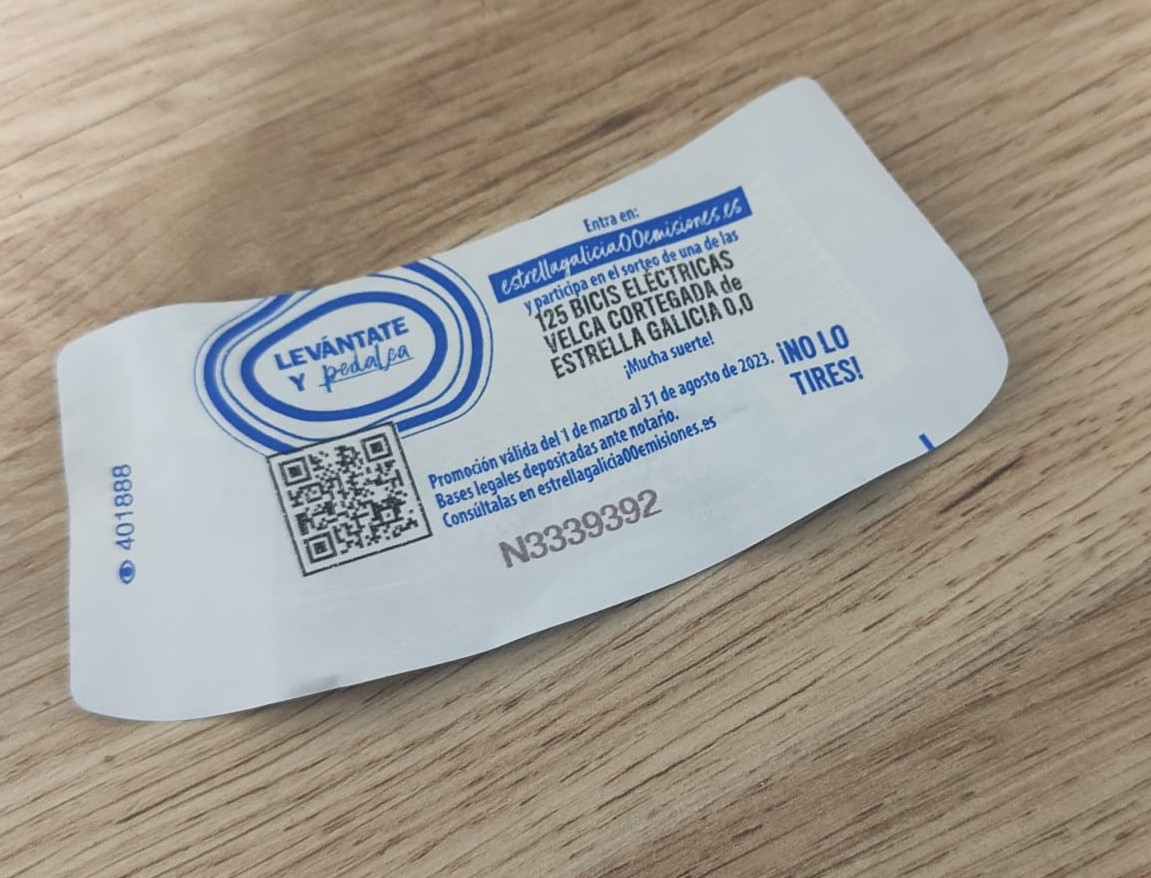 LEVÁNTATE
Y pedalea
Entra en:
estrellagalicia00emisiones.es
y participa en el sorteo de una de las
125 BICIS ELÉCTRICAS
VELCA CORTEGADA de
ESTRELLA GALICIA 0,0
¡Mucha suerte!
Promoción válida del 1 de marzo al 31 de agosto de 2023.
Bases legales depositadas ante notario.
Consúltalas en estrellagalicia00emisiones.es
¡NO LO
TIRES!
N3339392
401888